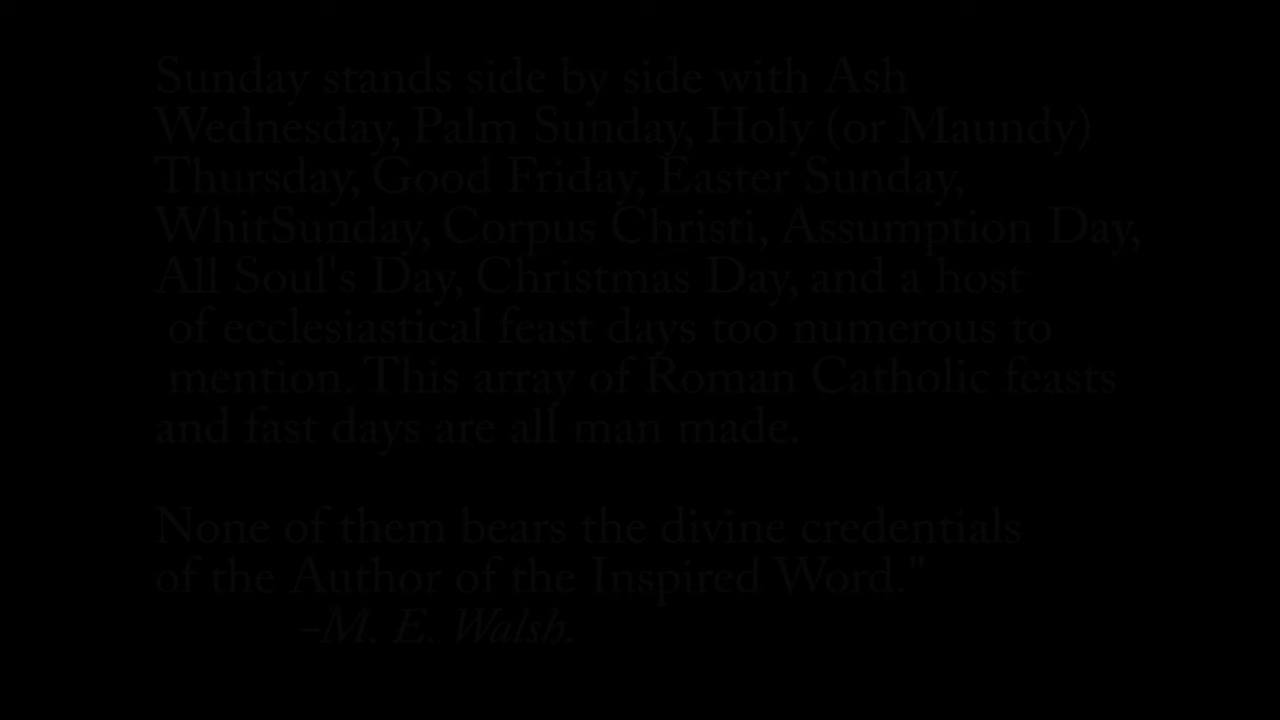 Sunday stands side by side with Ash
Wednesday, Palm Sunday, Holy (or Maundy)
Thursday, Good Friday, Easter Sunday,
WhitSunday, Corpus Christi, Assumption Day,
All Soul's Day, Christmas Day, and a host
of ecclesiastical feast days too numerous to
mention. This array of Roman Catholic feasts
and fast days are all man made.
None of them bears the divine credentials
of the Author of the Inspired Word."
–M. E. Walsh.